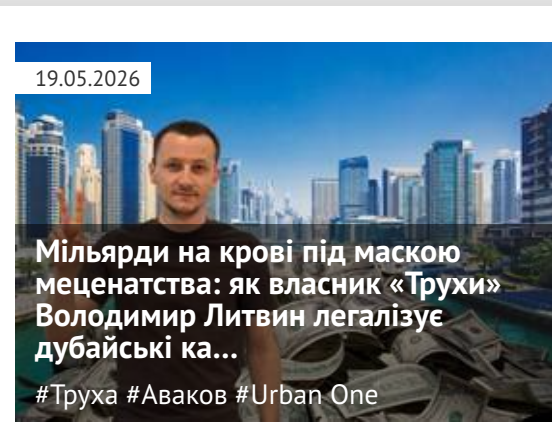 19.05.2026
Мільярди на крові під маскою
меценатства: як власник «Трухи»
Володимир Литвин легалізує
дубайські ка...
#Труха #Аваков #Urban One